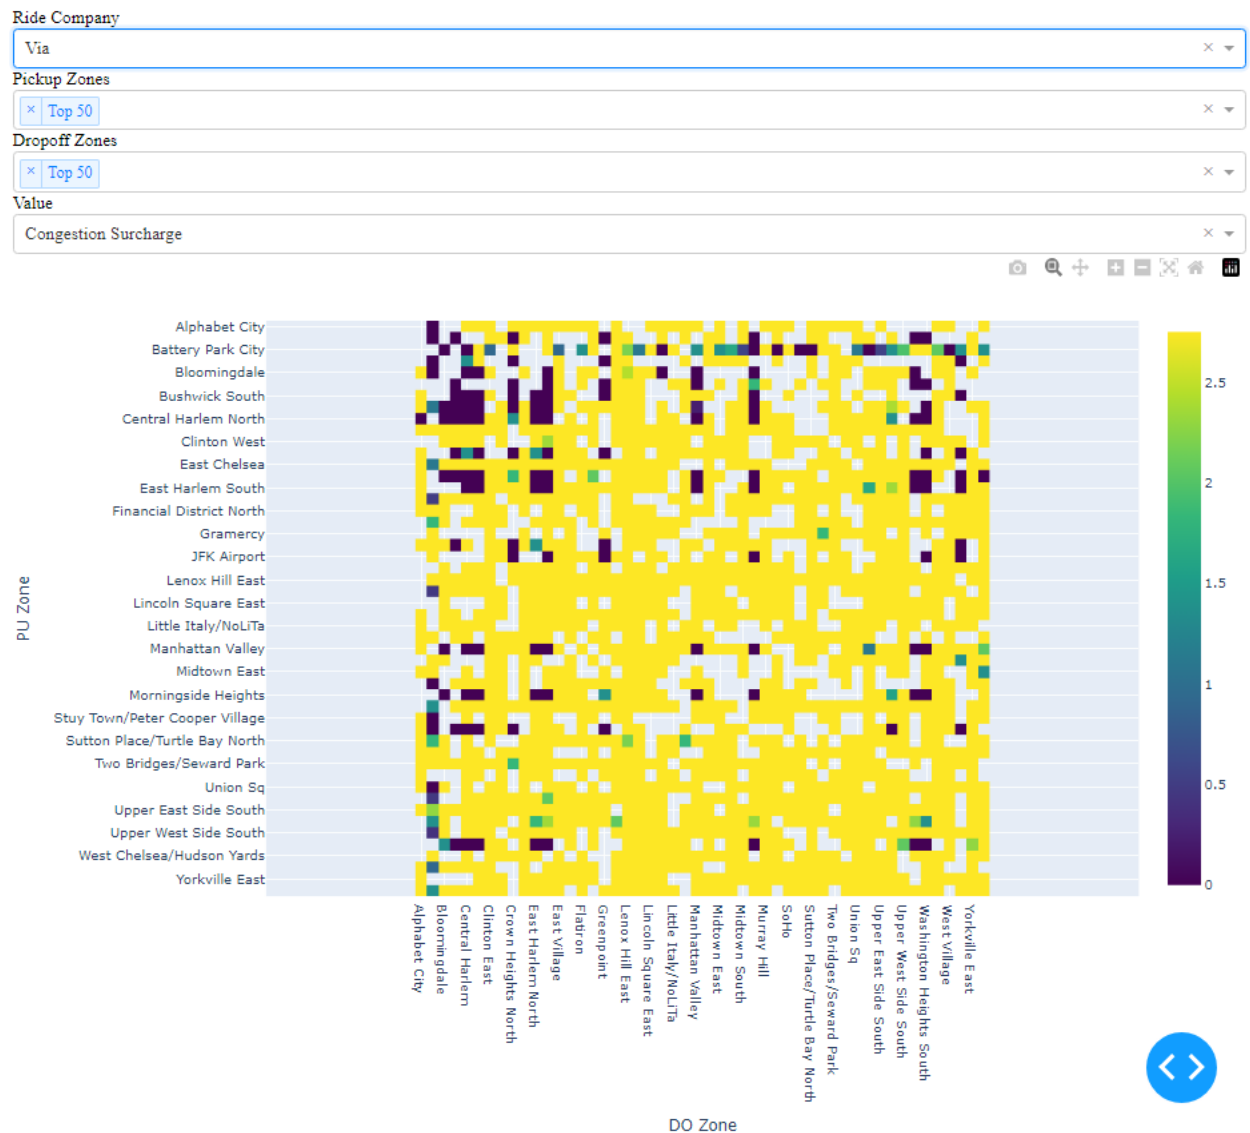 Ride Company
Via
Pickup Zones
× Top 50
Dropoff Zones
× Top 50
Value
Congestion Surcharge
Alphabet City
Battery Park City
Bloomingdale
Bushwick South
Central Harlem North
Clinton West
East Chelsea
East Harlem South
Financial District North
Gramercy
JFK Airport
Lenox Hill East
Lincoln Square East
Little Italy/NoLiTa
Manhattan Valley
Midtown East
Morningside Heights
Stuy Town/Peter Cooper Village
Sutton Place/Turtle Bay North
Two Bridges/Seward Park
Union Sq
Upper East Side South
Upper West Side South
West Chelsea/Hudson Yards
Yorkville East
PU Zone
2.5
2
1.5
1
0.5
0
Alphabet City
Bloomingdale
Central Harlem
Clinton East
Crown Heights North
East Harlem North
East Village
Flatiron
Greenpoint
Lenox Hill East
Lincoln Square East
Little Italy/NoLiTa
Manhattan Valley
Midtown East
Midtown South
Murray Hill
SoHo
Sutton Place/Turtle Bay North
Two Bridges/Seward Park
Union Sq
Upper East Side South
Upper West Side South
Washington Heights South
West Village
Yorkville East
DO Zone